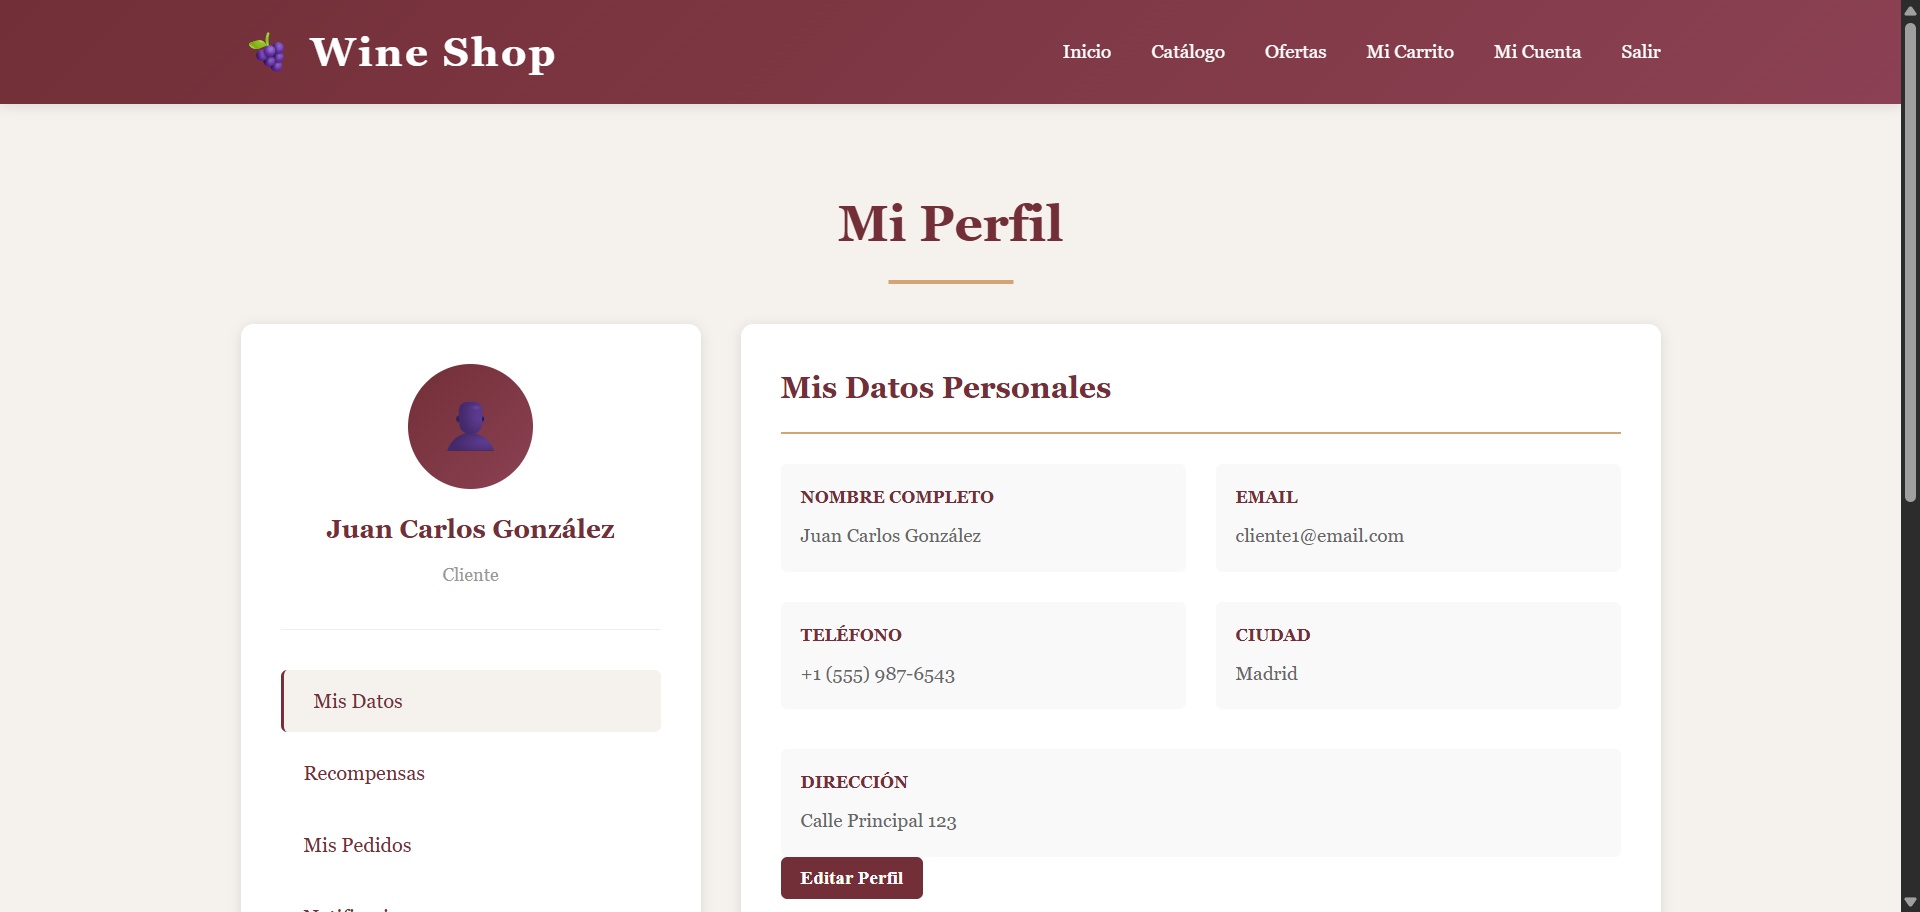 Wine Shop
Inicio
Catálogo
Ofertas
Mi Carrito
Mi Cuenta
Salir
Mi Perfil
Juan Carlos González
Cliente
Mis Datos
Recompensas
Mis Pedidos
Mis Datos Personales
NOMBRE COMPLETO
Juan Carlos González
EMAIL
cliente1@email.com
TELÉFONO
+1 (555) 987-6543
CIUDAD
Madrid
DIRECCIÓN
Calle Principal 123
Editar Perfil